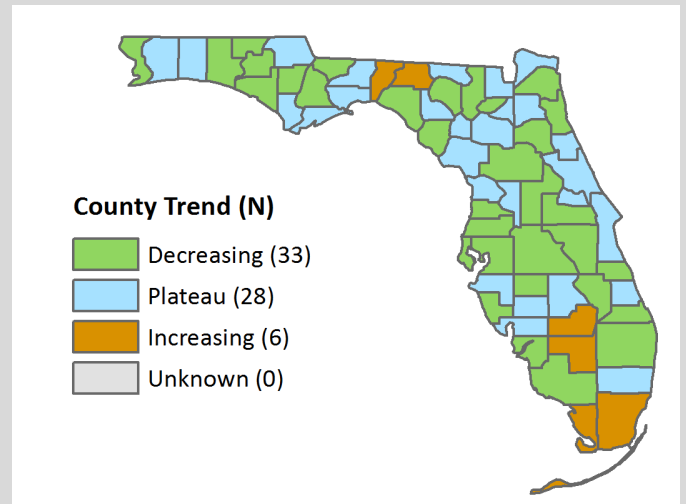 County Trend (N)
Decreasing (33)
Plateau (28)
Increasing (6)
Unknown (0)